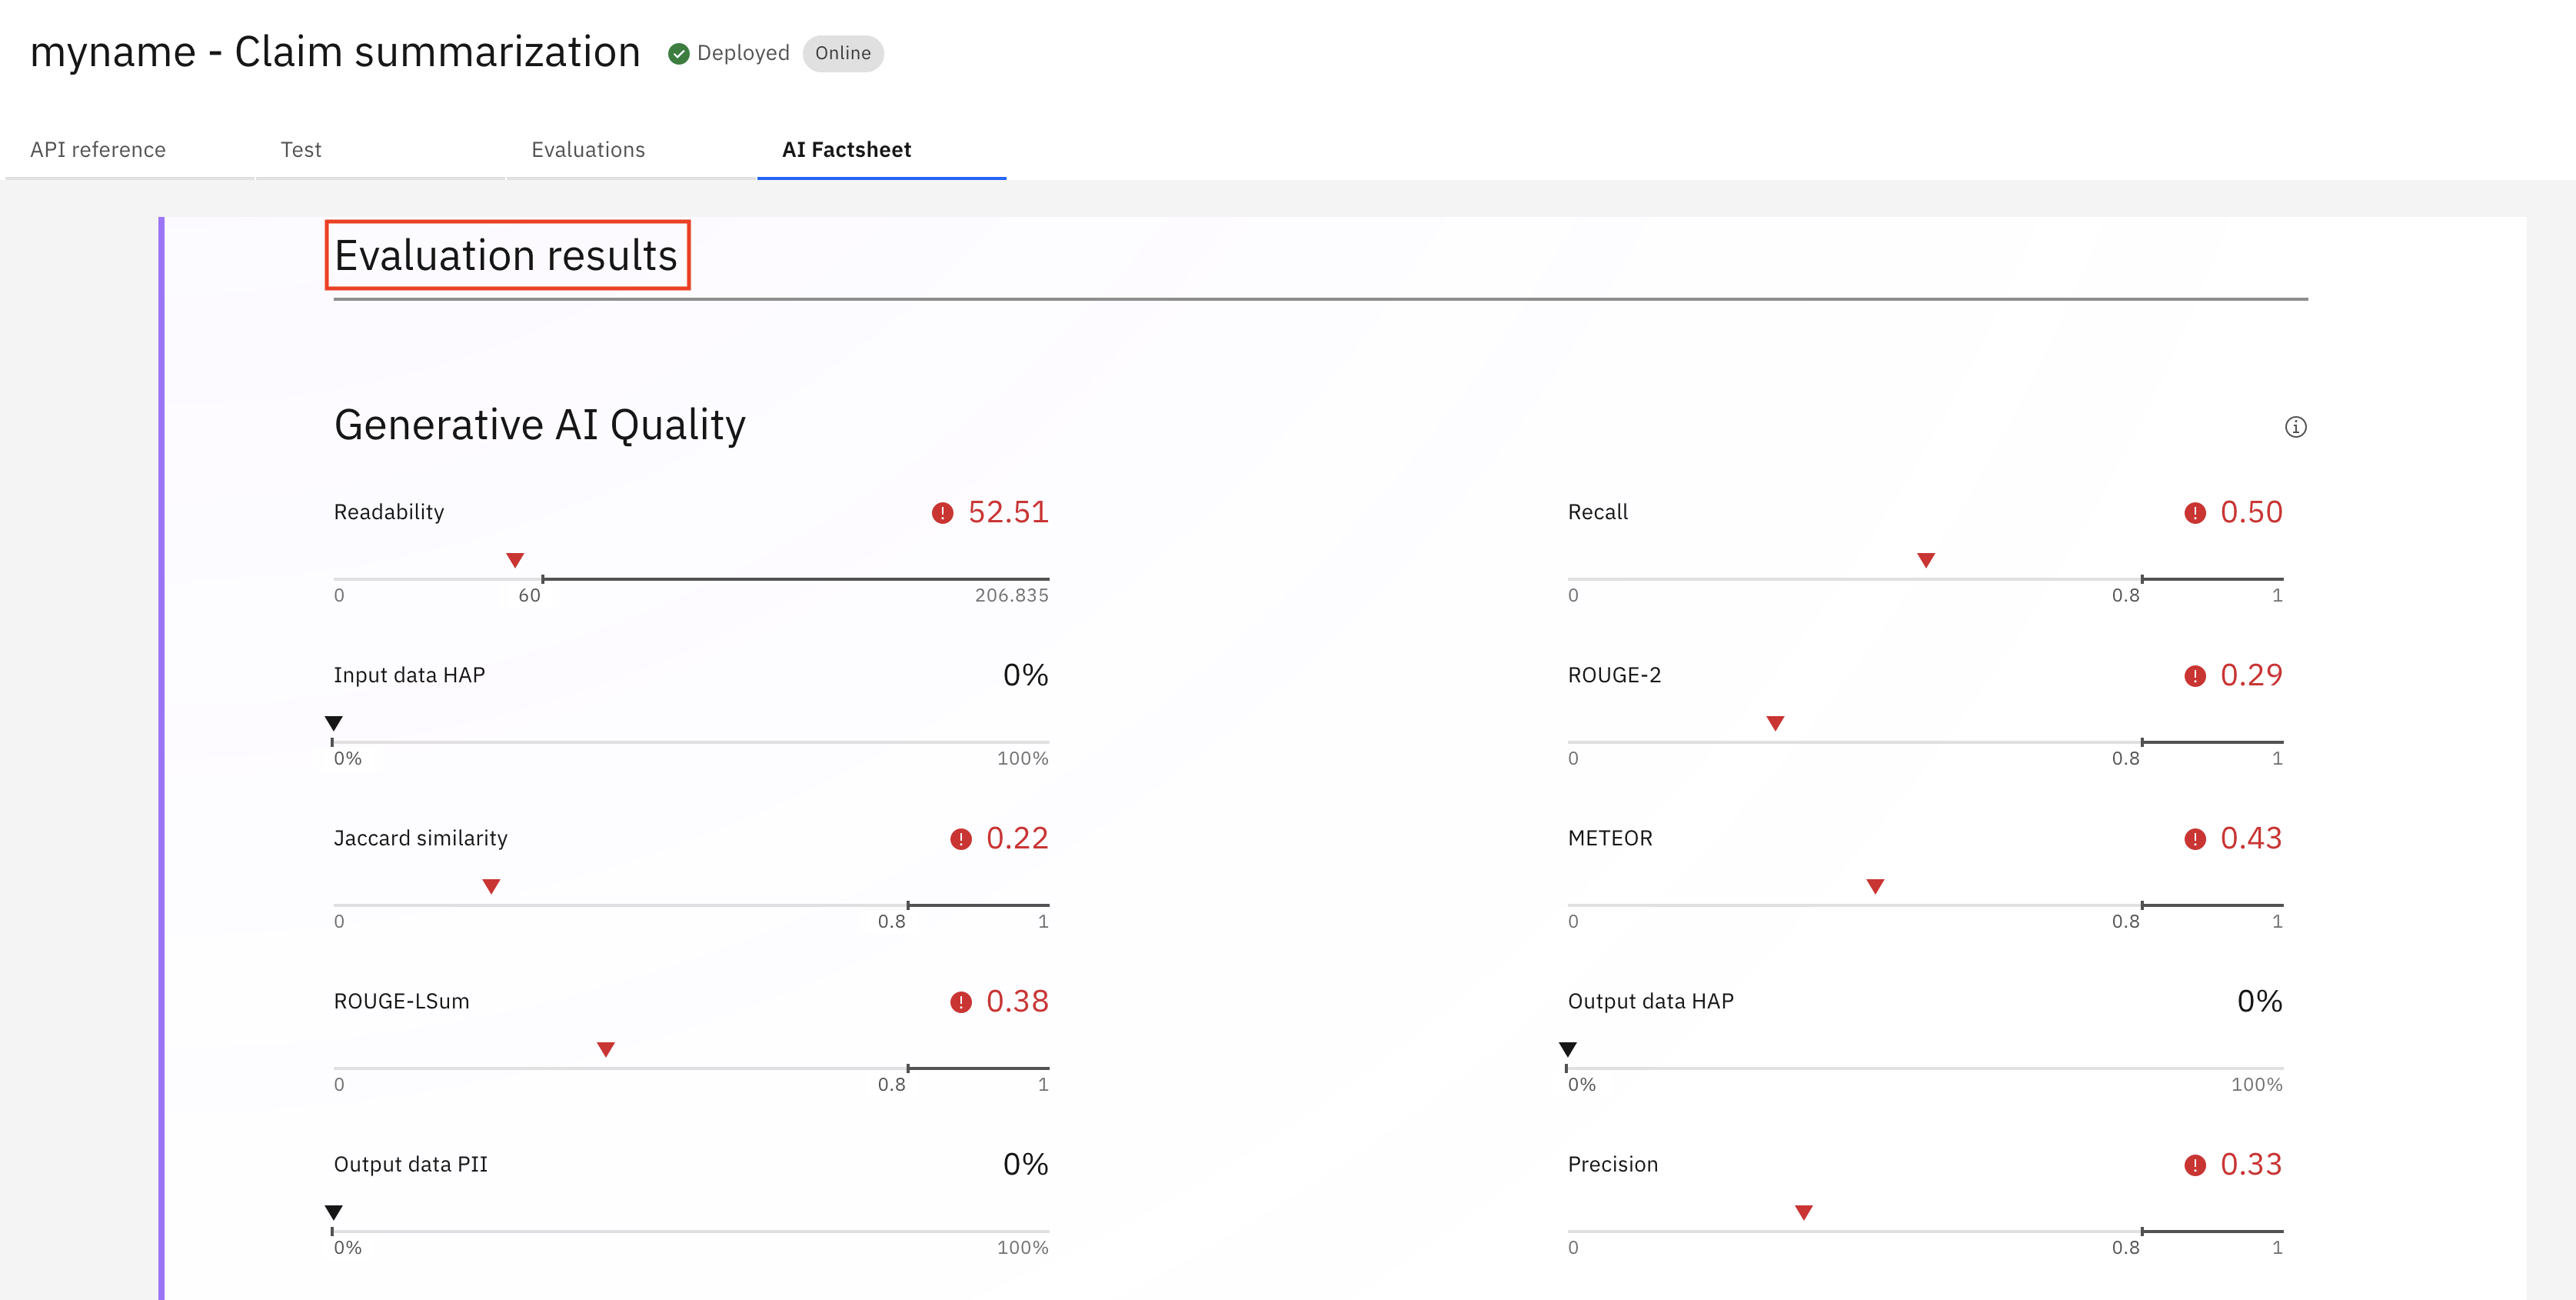 myname - Claim summarization Deployed Online
API reference Test Evaluations AI Factsheet
Evaluation results
Generative AI Quality
Readability 52.51
0 60 206.835
Recall 0.50
0 0.8 1
Input data HAP 0%
0% 100%
ROUGE-2 0.29
0 0.8 1
Jaccard similarity 0.22
0 0.8 1
METEOR 0.43
0 0.8 1
ROUGE-LSum 0.38
0 0.8 1
Output data HAP 0%
0% 100%
Output data PII 0%
0% 100%
Precision 0.33
0 0.8 1